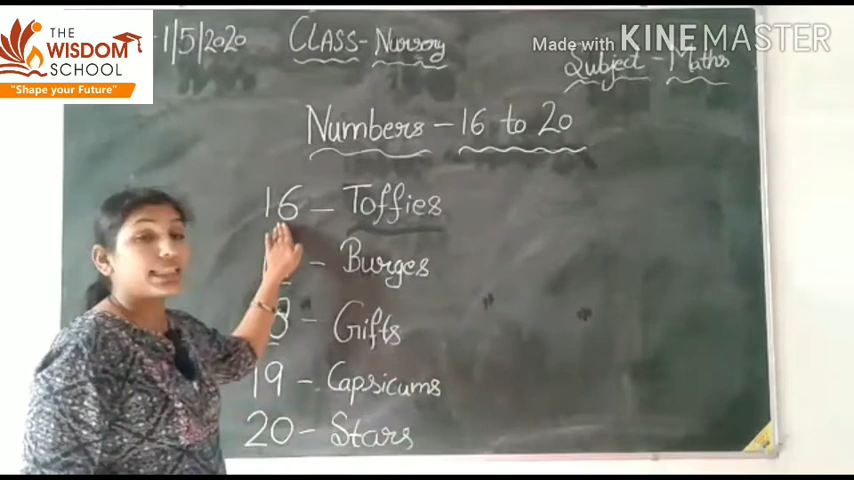 THE
WISDOM
SCHOOL
"Shape your Future"
1/5/2020
CLASS - Nursery
Made with KINEMASTER
Subject - Maths
Numbers - 16 to 20
16 - Toffies
- Burges
- Gifts
19 - Capsicums
20 - Stars